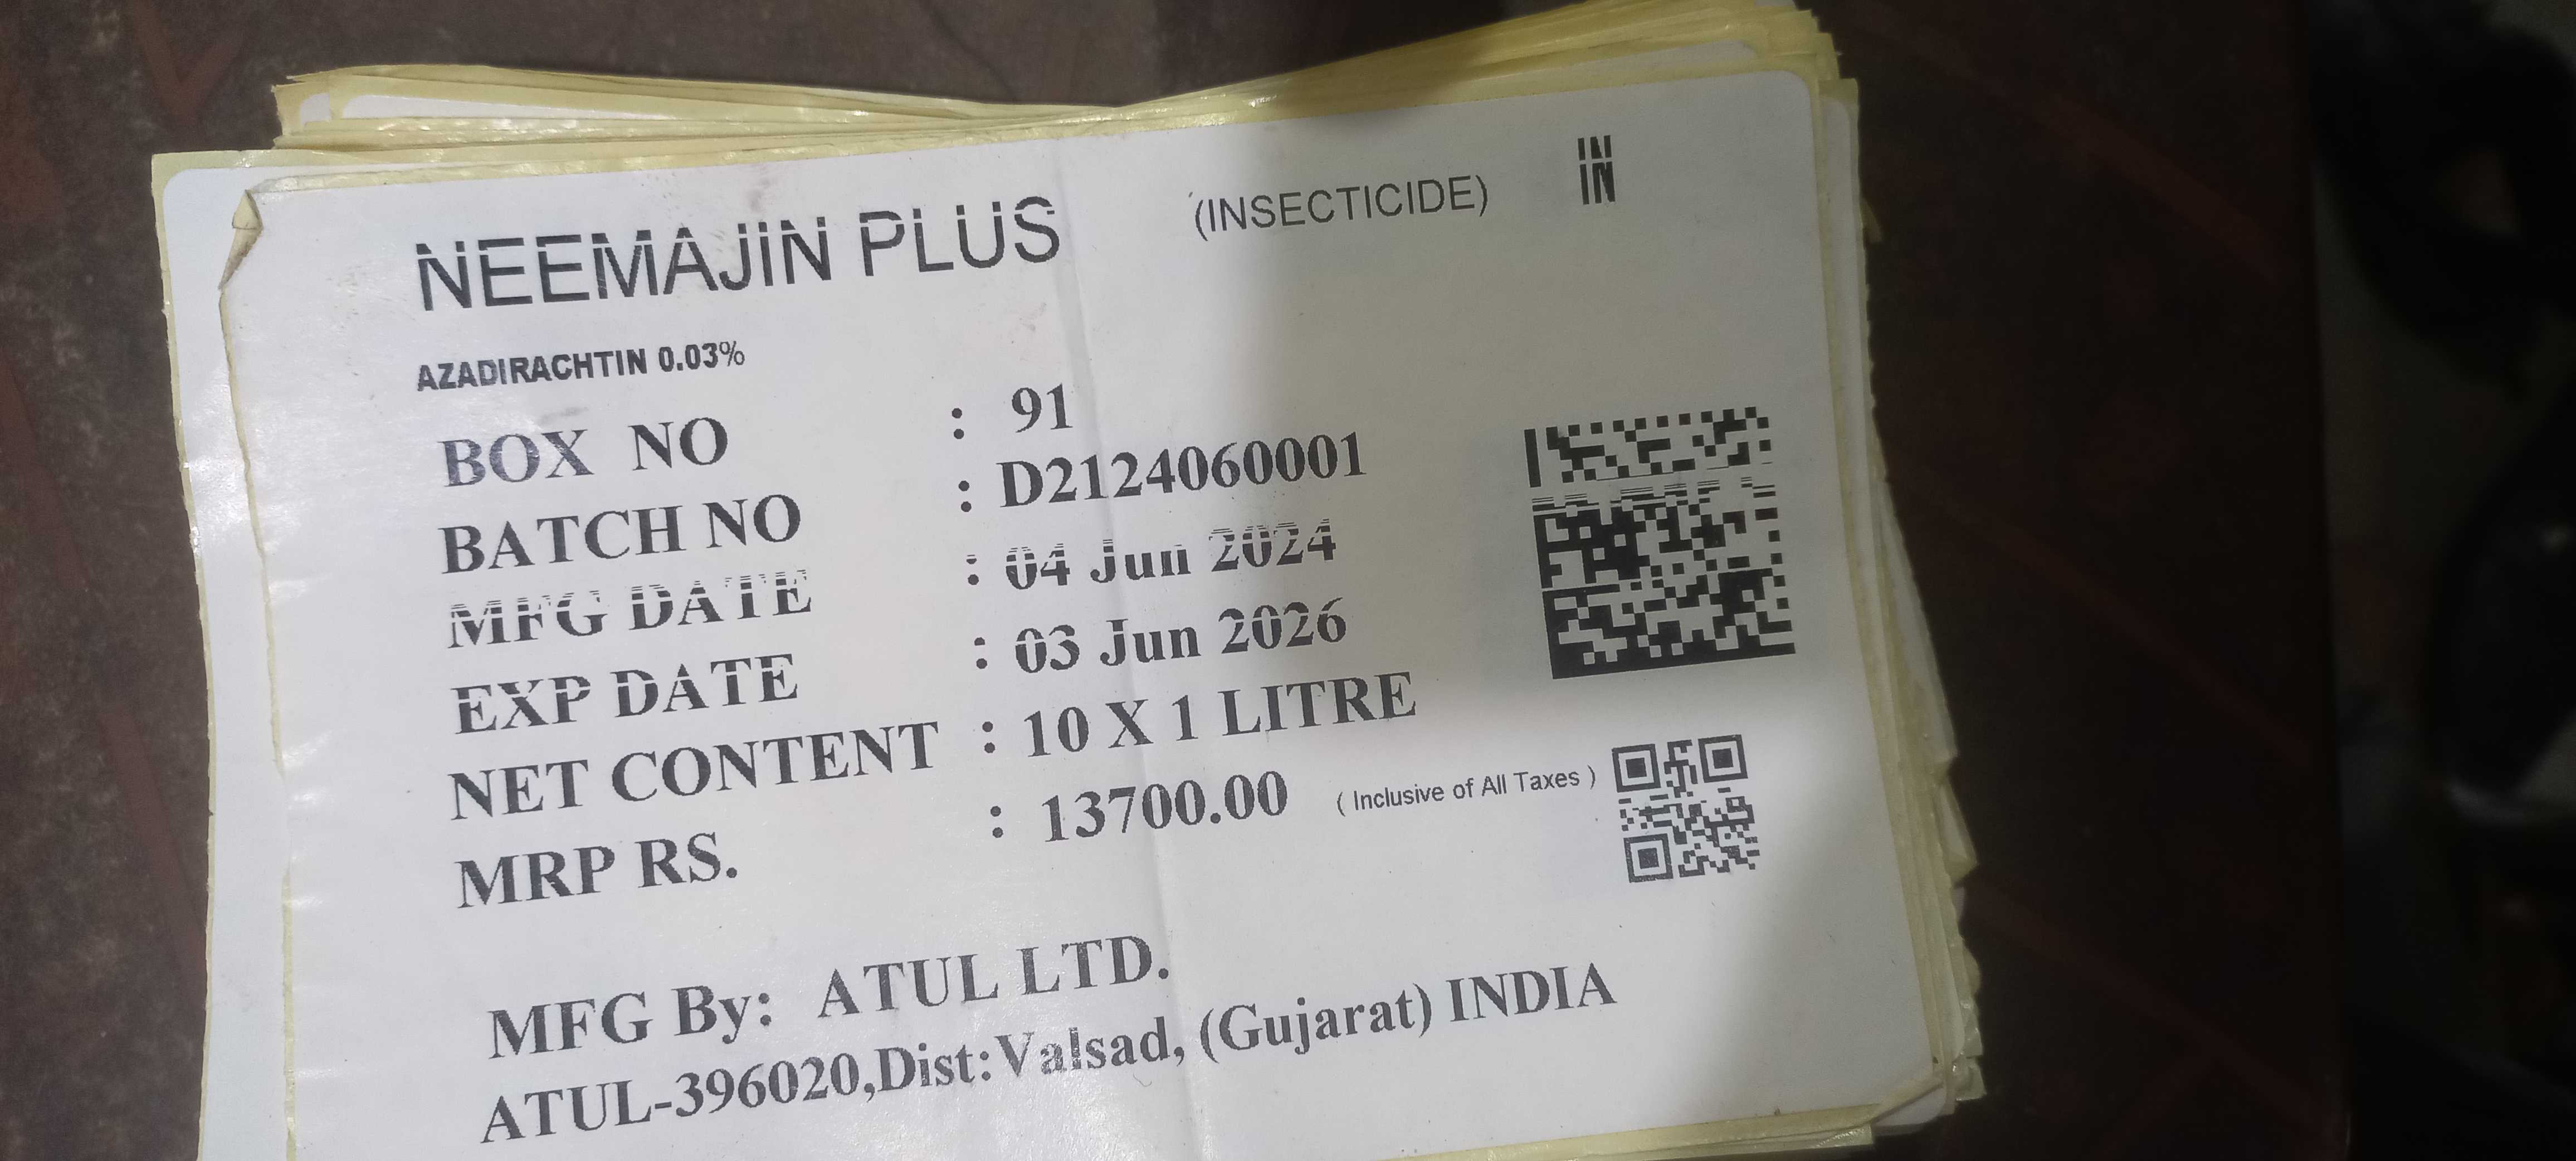 NEEMAJIN PLUS (INSECTICIDE) IN
AZADIRACHTIN 0.03%
BOX NO : 91
BATCH NO : D2124060001
MFG DATE : 04 Jun 2024
EXP DATE : 03 Jun 2026
NET CONTENT : 10 X 1 LITRE
MRP RS. : 13700.00 ( Inclusive of All Taxes )
MFG By: ATUL LTD.
ATUL-396020,Dist:Valsad, (Gujarat) INDIA